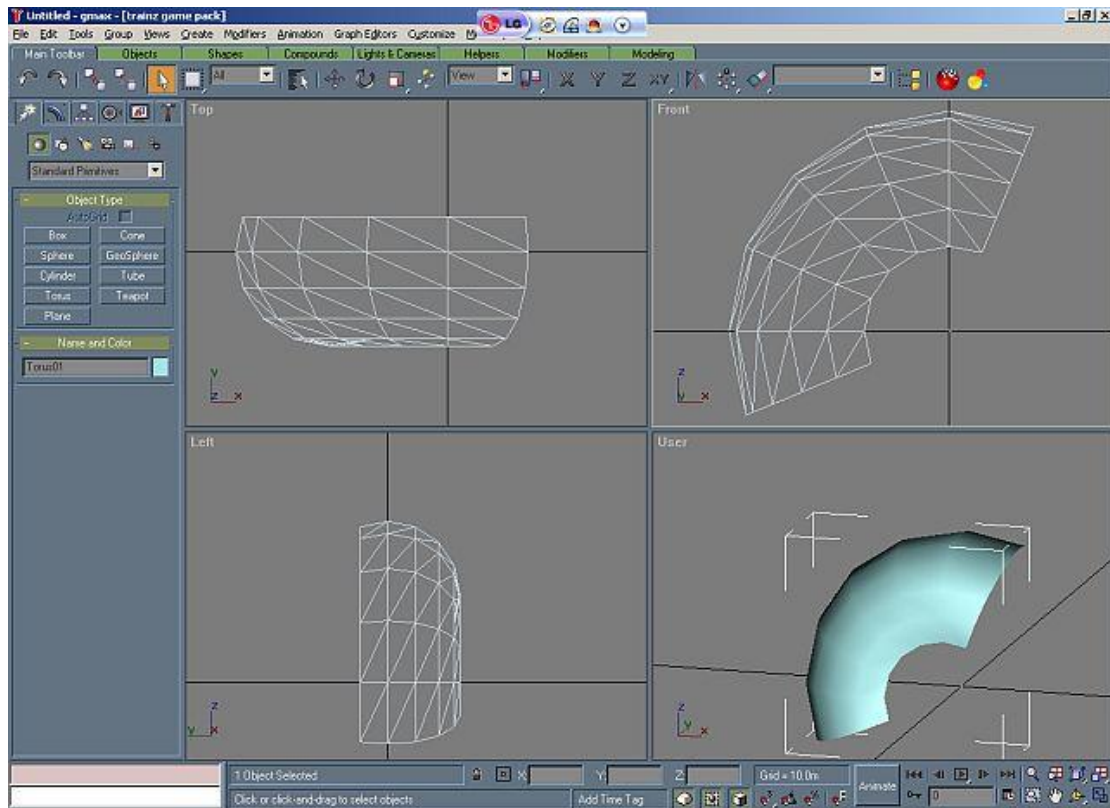 Untitled - gmax - [trainz game pack]
LG
File Edit Tools Group Views Create Modifiers Animation Graph Editors Customize
Main Toolbar Objects Shapes Compounds Lights & Cameras Helpers Modifiers Modeling
All View X Y Z XY
Standard Primitives
- Object Type
AutoGrid
Box Cone
Sphere GeoSphere
Cylinder Tube
Torus Teapot
Plane
- Name and Color
Torus01
Top
y
z x
Front
z
y x
Left
z
y x
User
z
y x
1 Object Selected X: Y: Z: Grid = 10.0m
Animate
Click or click-and-drag to select objects Add Time Tag
0